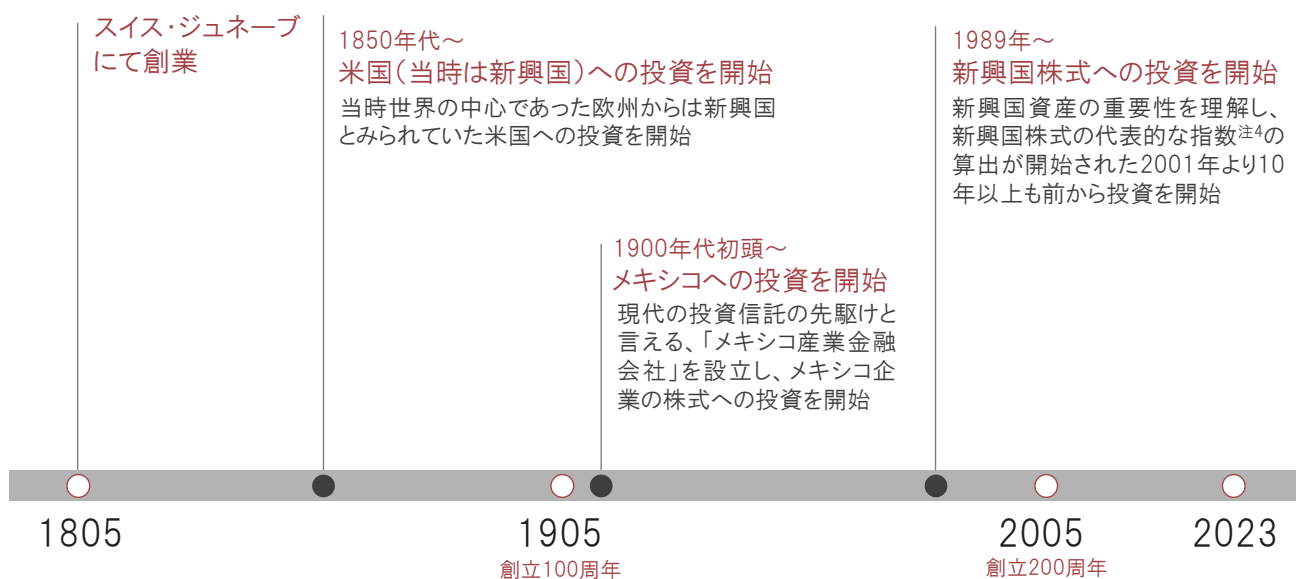 スイス・ジュネーブ
にて創業
1850年代～
米国（当時は新興国）への投資を開始
当時世界の中心であった欧州からは新興国
とみられていた米国への投資を開始
1900年代初頭～
メキシコへの投資を開始
現代の投資信託の先駆けと
言える、「メキシコ産業金融
会社」を設立し、メキシコ企
業の株式への投資を開始
1989年～
新興国株式への投資を開始
新興国資産の重要性を理解し、
新興国株式の代表的な指数注4の
算出が開始された2001年より10
年以上も前から投資を開始
1805
1905
創立100周年
2005
創立200周年
2023